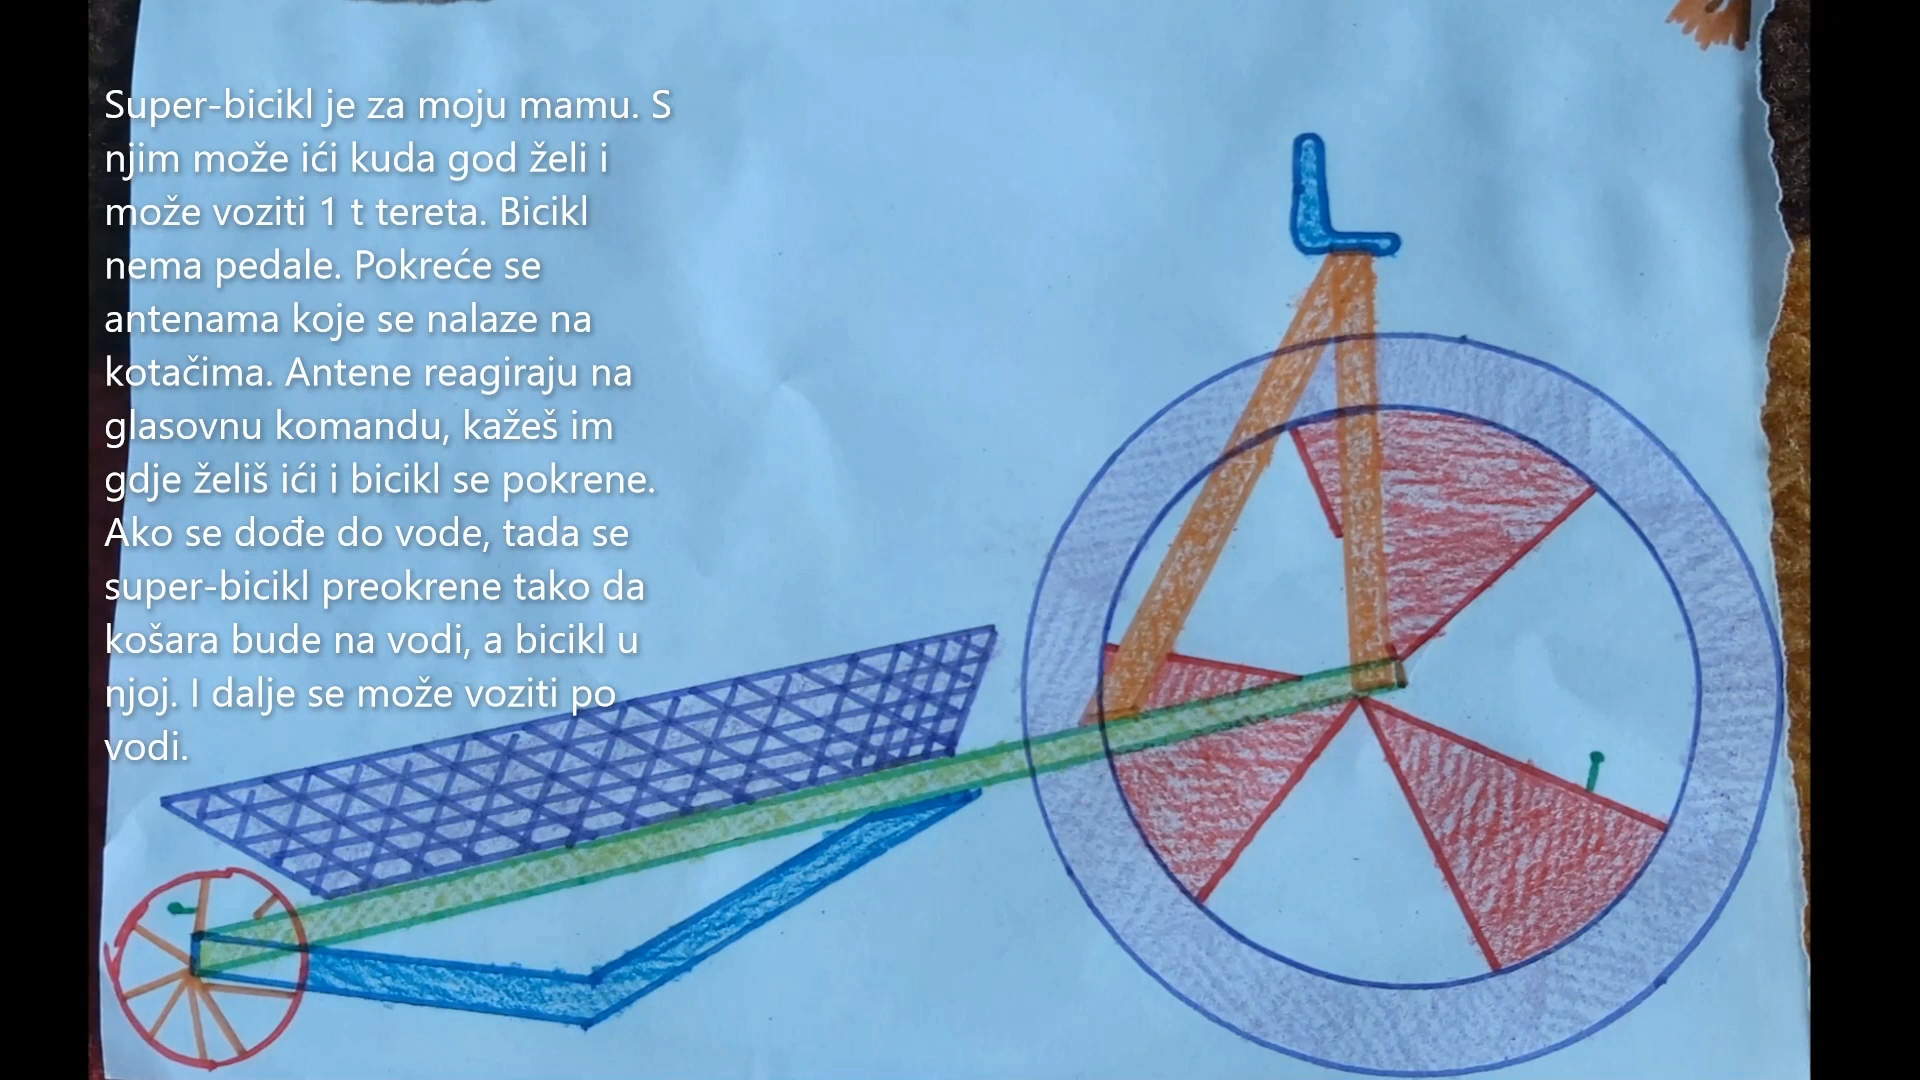 Super-bicikl je za moju mamu. S
njim može ići kuda god želi i
može voziti 1 t tereta. Bicikl
nema pedale. Pokreće se
antenama koje se nalaze na
kotačima. Antene reagiraju na
glasovnu komandu, kažeš im
gdje želiš ići i bicikl se pokrene.
Ako se dođe do vode, tada se
super-bicikl preokrene tako da
košara bude na vodi, a bicikl u
njoj. I dalje se može voziti po
vodi.